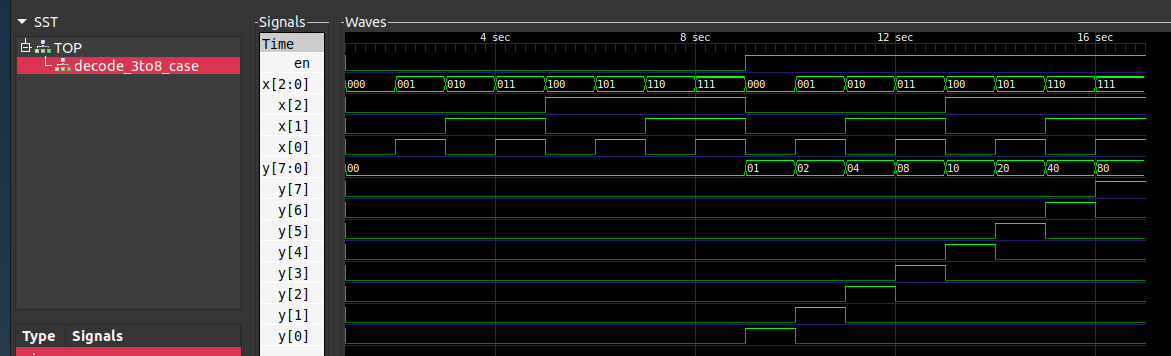 SST
Signals
Waves
TOP
decode_3to8_case
Time
4 sec
8 sec
12 sec
16 sec
en
x[2:0]
000 001 010 011 100 101 110 111 000 001 010 011 100 101 110 111
x[2]
x[1]
x[0]
y[7:0]
00 01 02 04 08 10 20 40 80
y[7]
y[6]
y[5]
y[4]
y[3]
y[2]
y[1]
y[0]
Type Signals